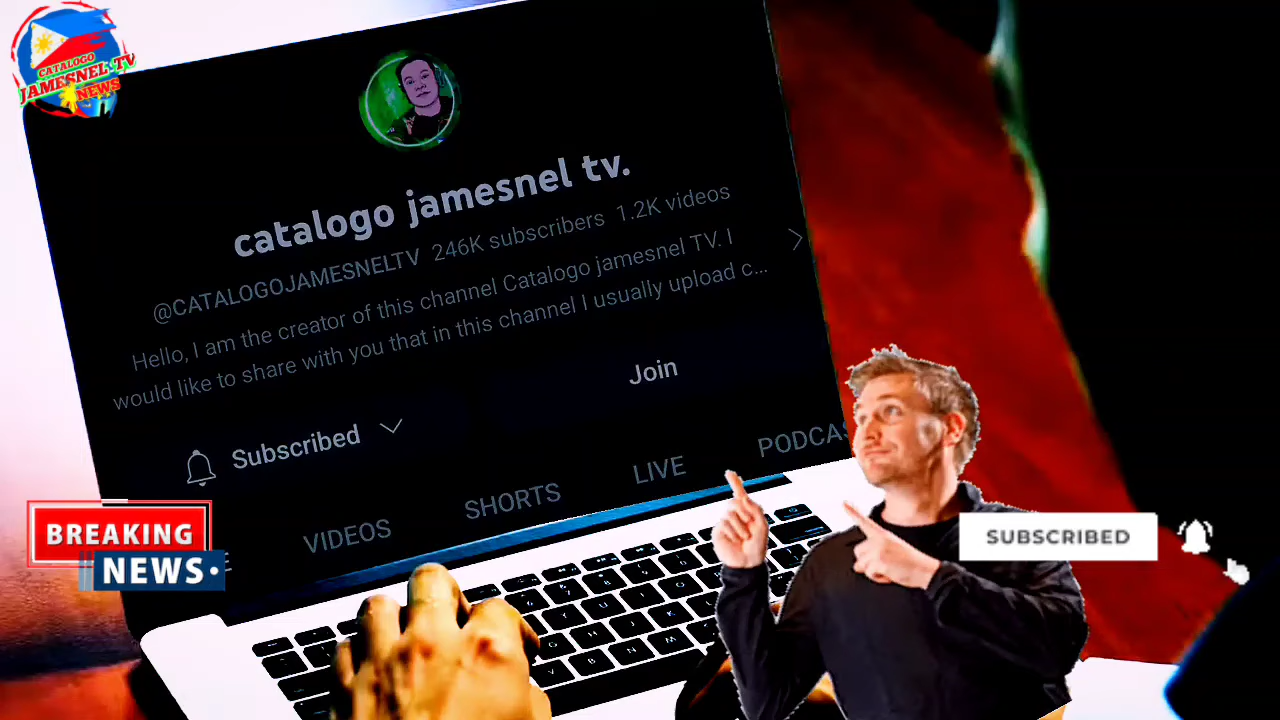 CATALOGO
JAMESNEL.TV
NEWS
catalogo jamesnel tv.
@CATALOGOJAMESNELTV 246K subscribers 1.2K videos
Hello, I am the creator of this channel Catalogo jamesnel TV. I
would like to share with you that in this channel I usually upload c...
Join
Subscribed
VIDEOS SHORTS LIVE PODCAS
BREAKING
NEWS
SUBSCRIBED